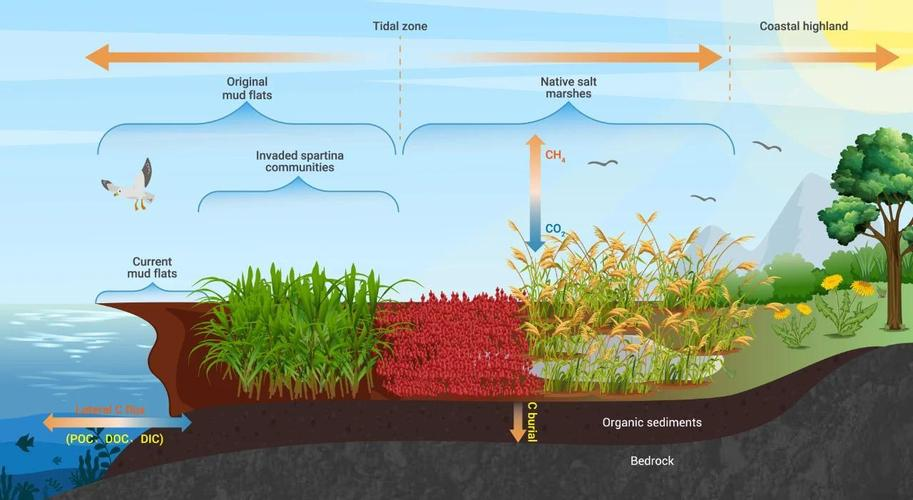 Tidal zone
Coastal highland
Original
mud flats
Native salt
marshes
Invaded spartina
communities
CH₄
CO₂
Current
mud flats
Lateral C flux
(POC、DOC、DIC)
C burial
Organic sediments
Bedrock